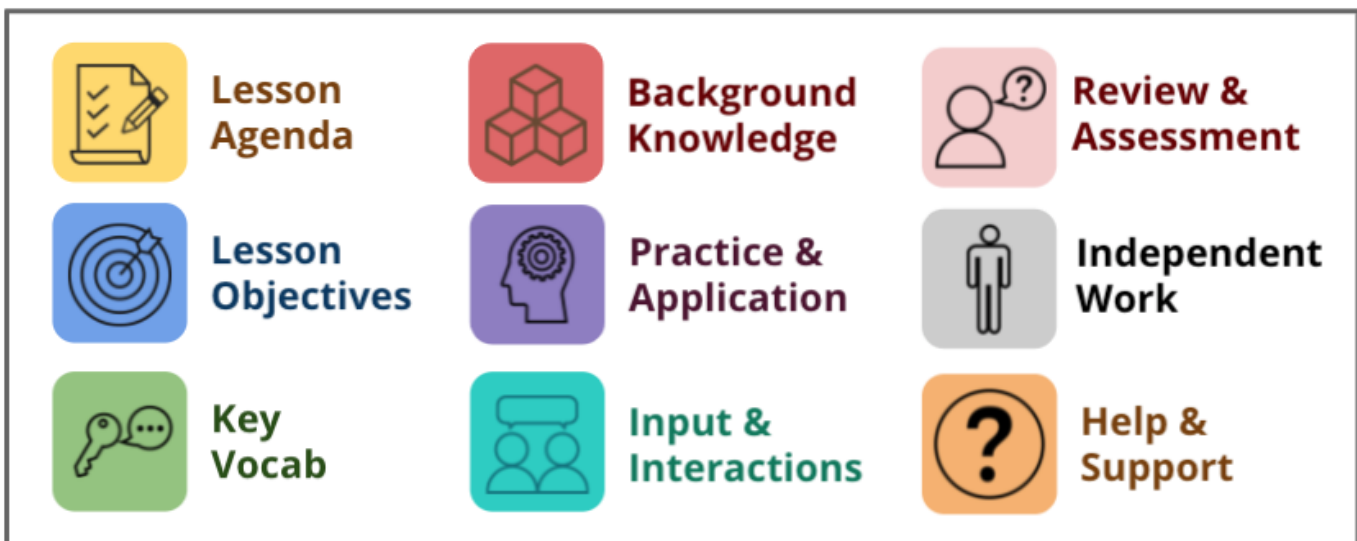 Lesson
Agenda
Background
Knowledge
?
Review &
Assessment
Lesson
Objectives
Practice &
Application
Independent
Work
Key
Vocab
Input &
Interactions
?
Help &
Support